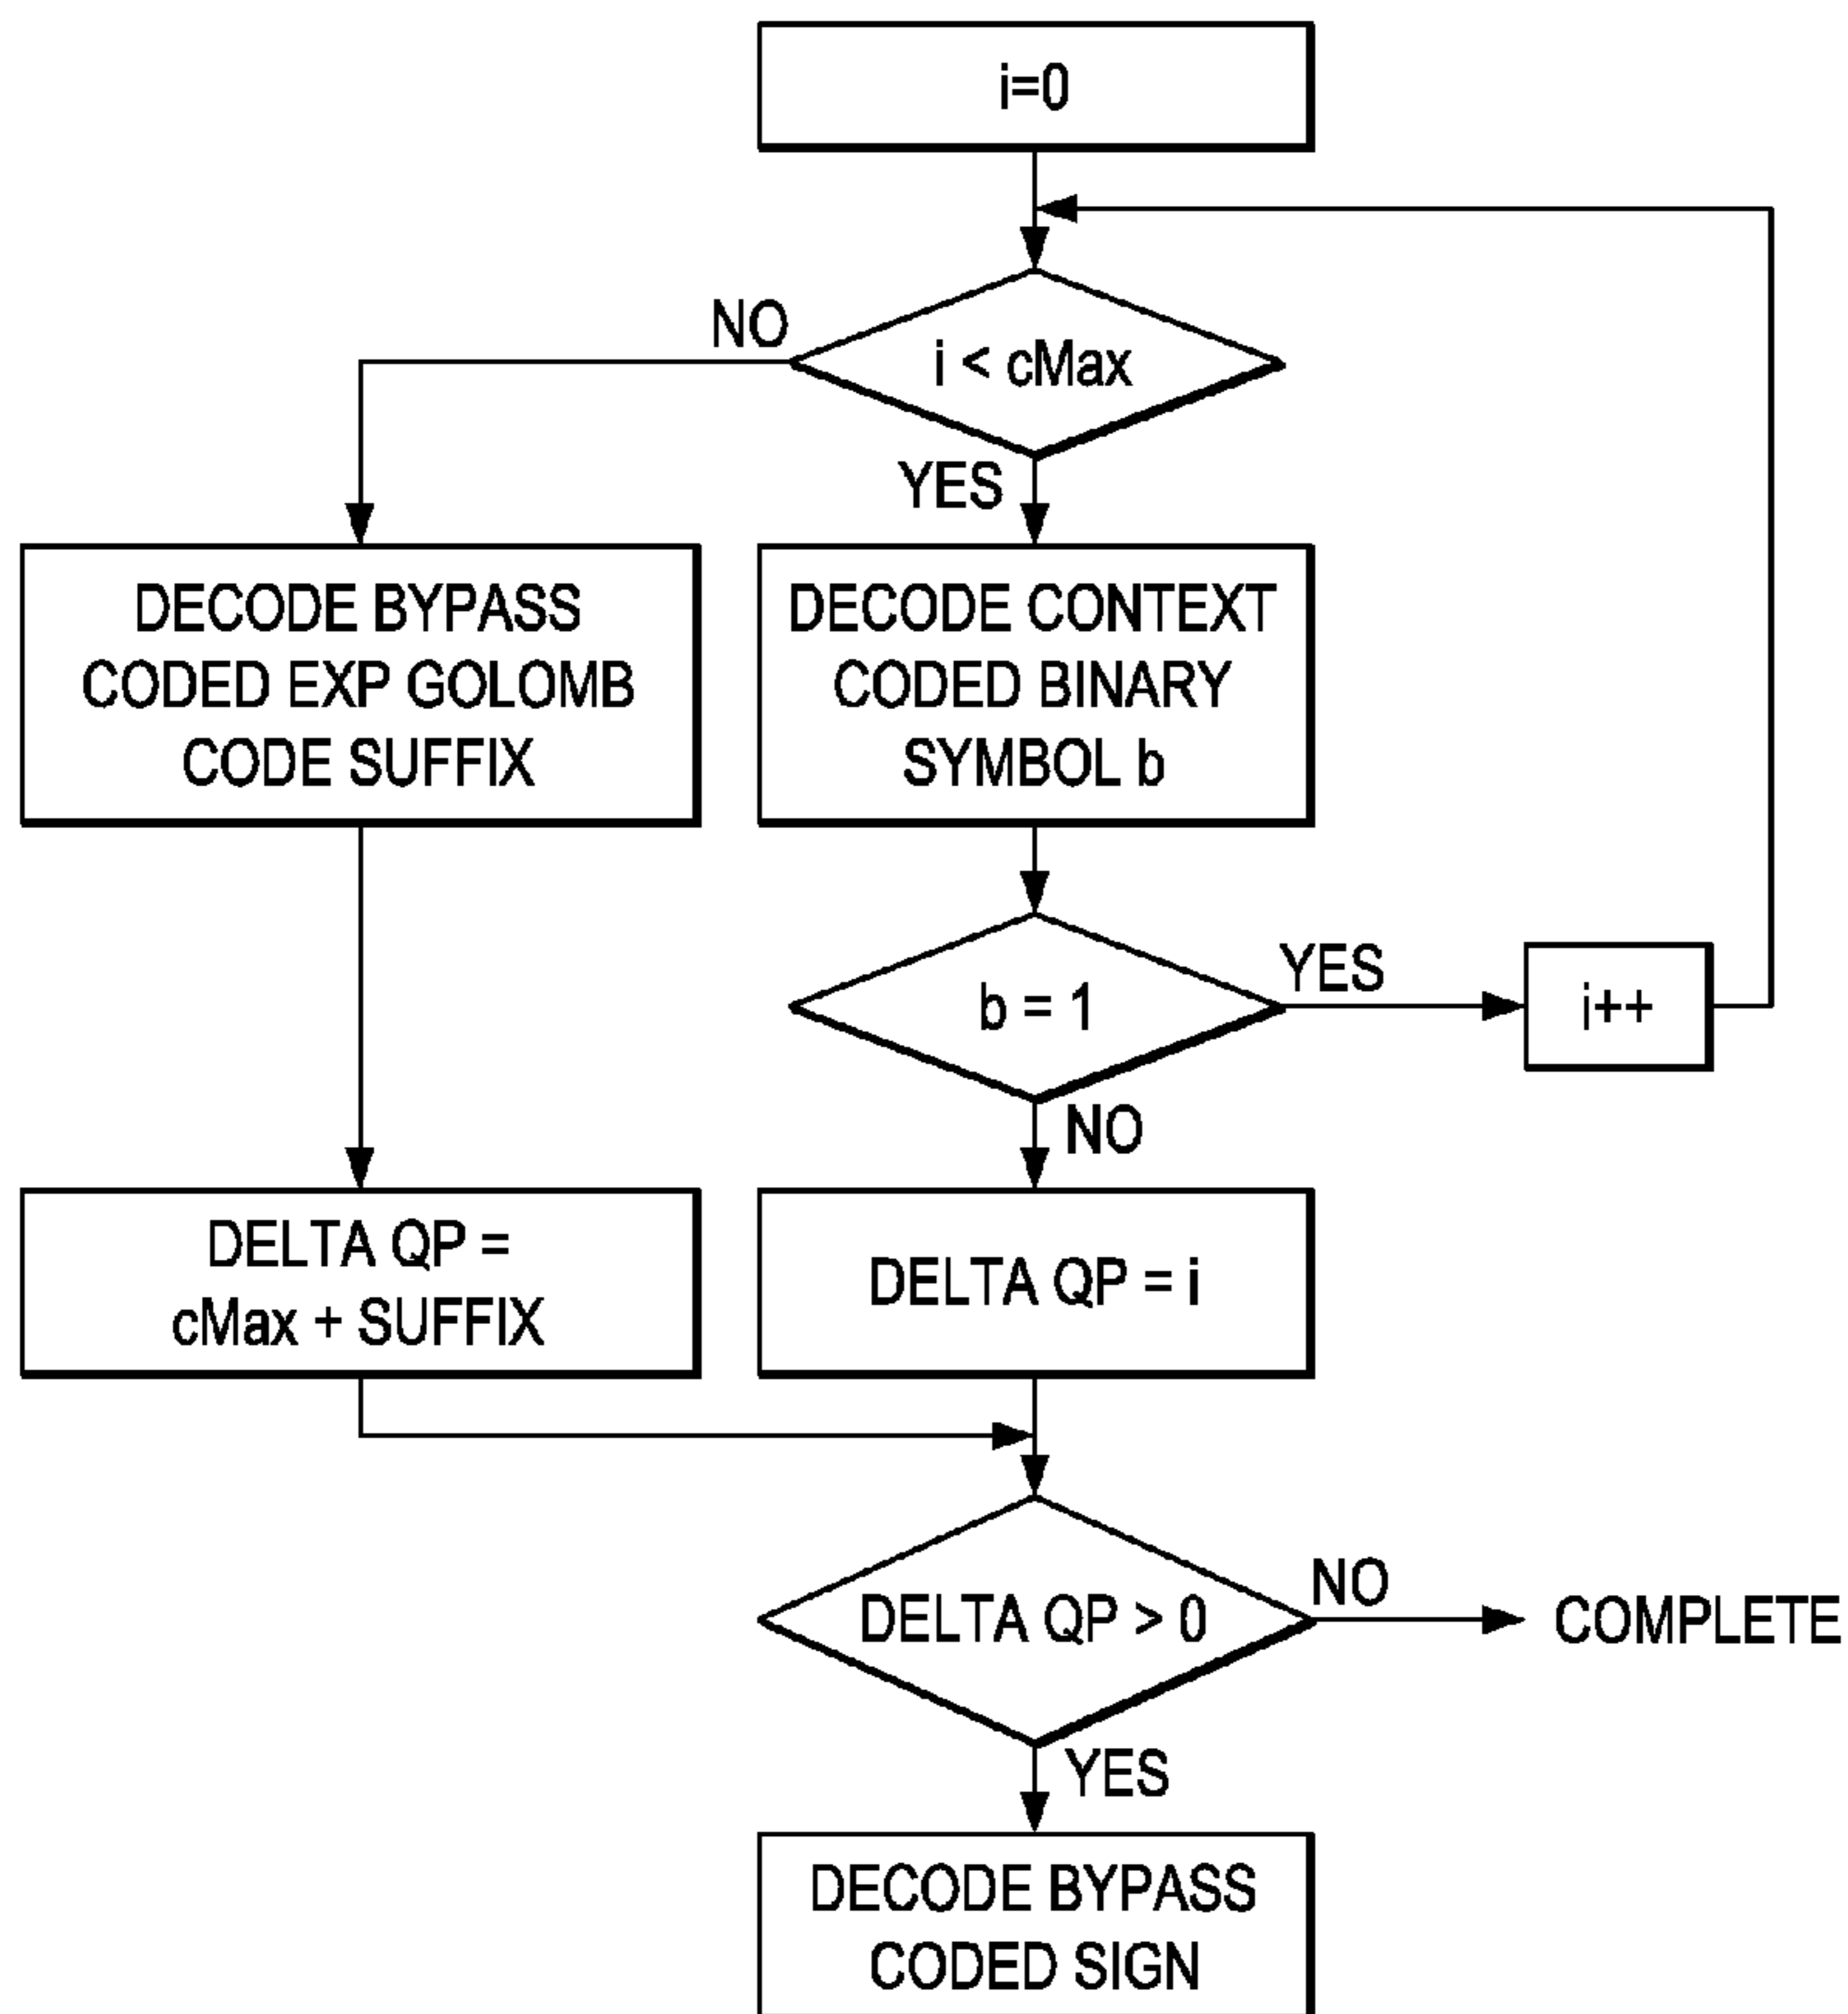 i=0
NO
i < cMax
YES
DECODE BYPASS
CODED EXP GOLOMB
CODE SUFFIX
DECODE CONTEXT
CODED BINARY
SYMBOL b
b = 1
YES
i++
NO
DELTA QP =
cMax + SUFFIX
DELTA QP = i
DELTA QP > 0
NO
COMPLETE
YES
DECODE BYPASS
CODED SIGN